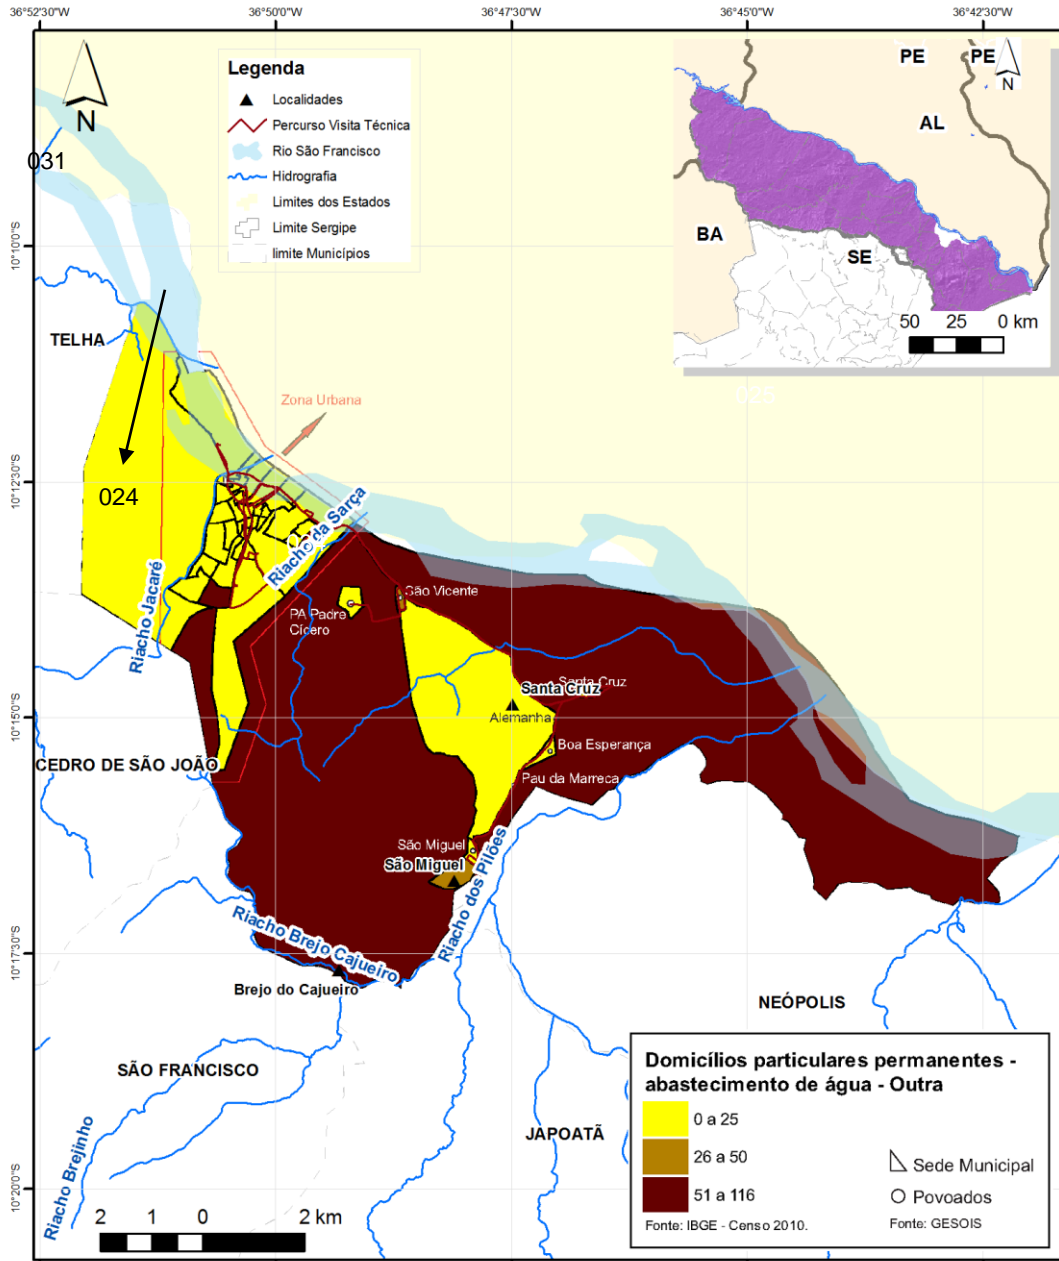 36°52'30"W
36°50'0"W
36°47'30"W
36°45'0"W
36°42'30"W
10°10'0"S
10°12'30"S
10°15'0"S
10°17'30"S
10°20'0"S
N
Legenda
Localidades
Percurso Visita Técnica
Rio São Francisco
Hidrografia
Limites dos Estados
Limite Sergipe
limite Municípios
PE
PE
N
AL
BA
SE
50 25 0 km
031
TELHA
025
Zona Urbana
024
Riacho da Sarça
Riacho Jacaré
São Vicente
PA Padre
Cícero
Santa Cruz
Santa Cruz
Alemanha
Boa Esperança
Pau da Marreca
CEDRO DE SÃO JOÃO
São Miguel
São Miguel
Riacho dos Pilões
Riacho Brejo Cajueiro
Brejo do Cajueiro
NEÓPOLIS
SÃO FRANCISCO
JAPOATÃ
Riacho Brejinho
2 1 0 2 km
Domicílios particulares permanentes -
abastecimento de água - Outra
0 a 25
26 a 50
51 a 116
Sede Municipal
Povoados
Fonte: IBGE - Censo 2010.
Fonte: GESOIS